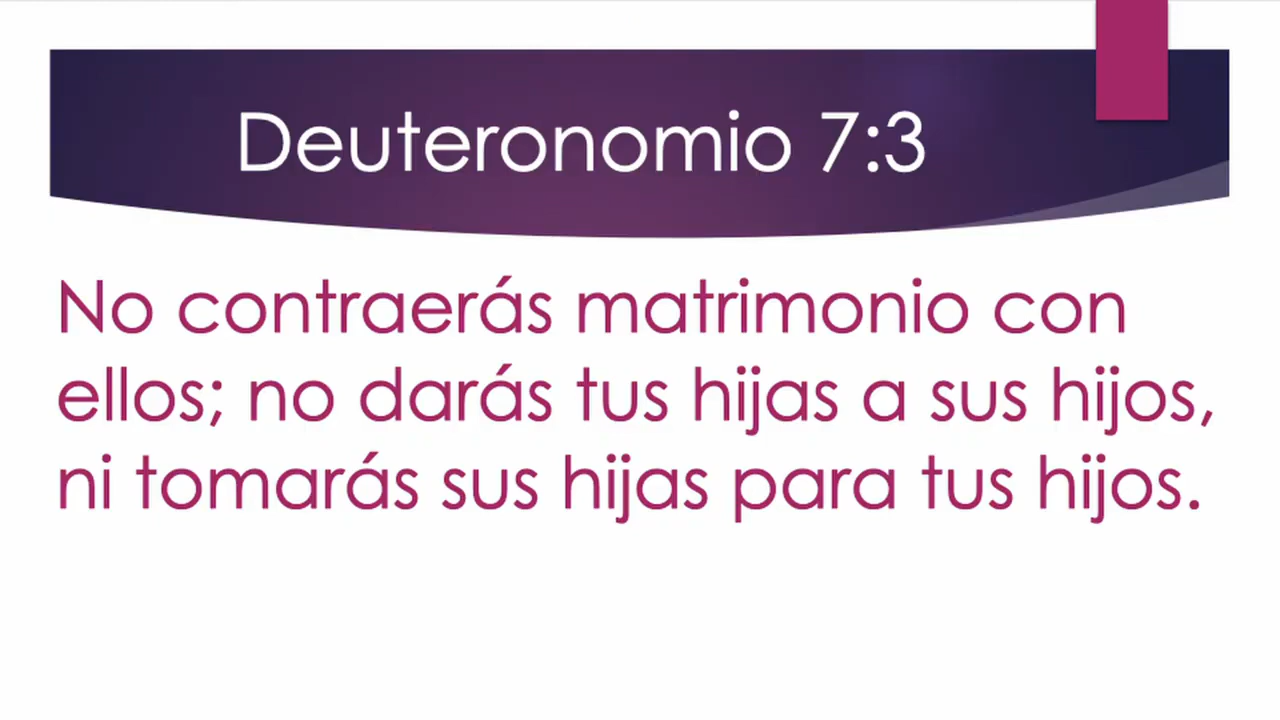 Deuteronomio 7:3
No contraerás matrimonio con
ellos; no darás tus hijas a sus hijos,
ni tomarás sus hijas para tus hijos.